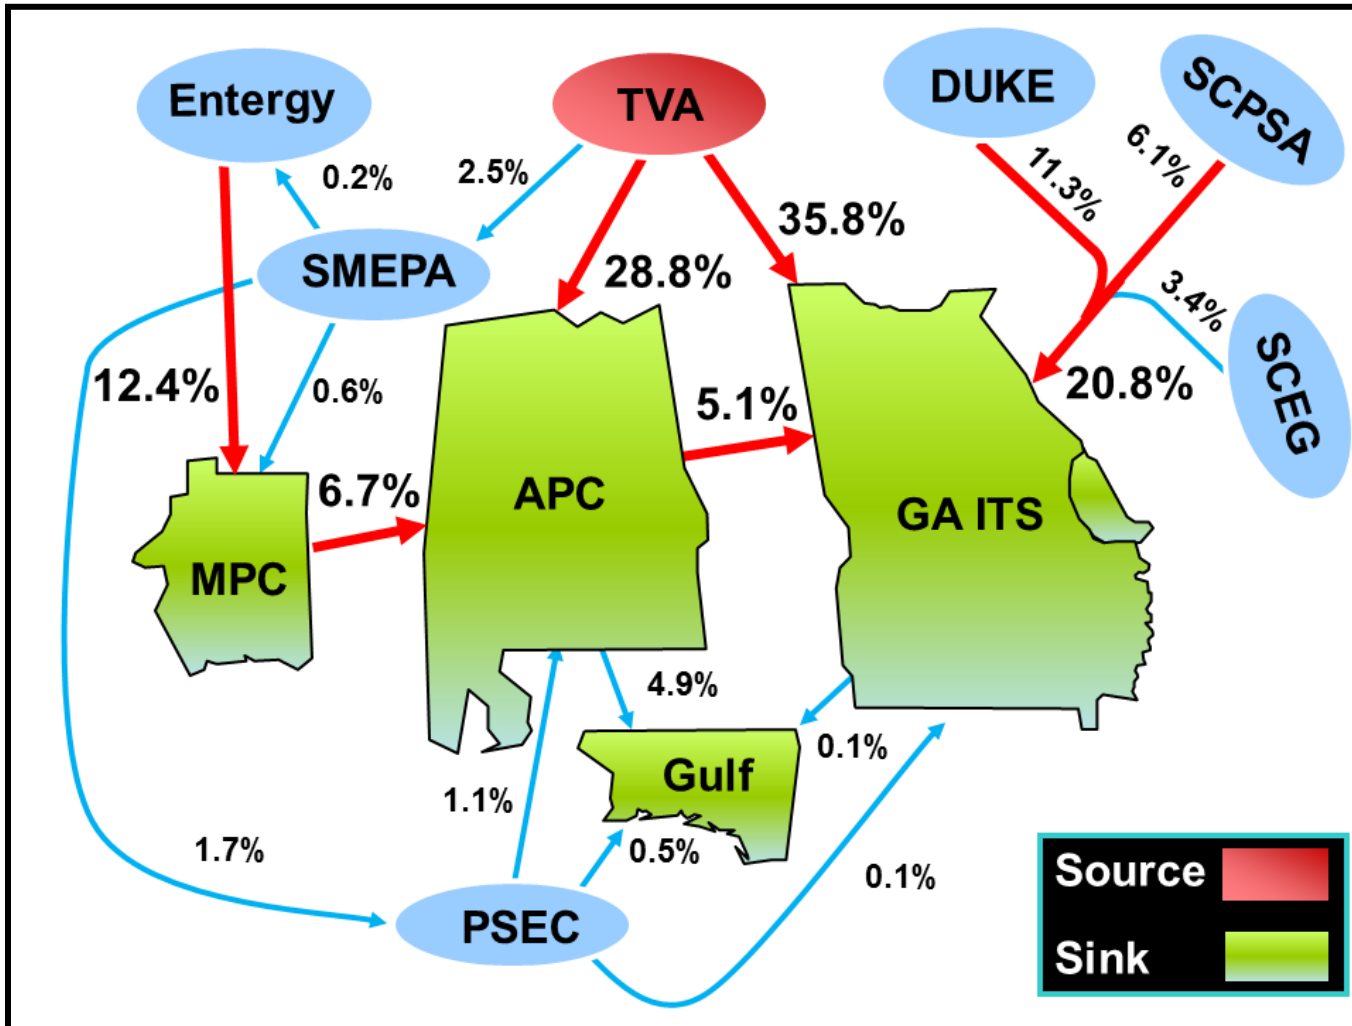 Entergy
TVA
DUKE
SCPSA
0.2%
2.5%
11.3%
6.1%
35.8%
SMEPA
28.8%
3.4%
12.4%
0.6%
5.1%
20.8%
SCEG
6.7%
APC
GA ITS
MPC
4.9%
0.1%
Gulf
1.1%
0.5%
1.7%
0.1%
PSEC
Source
Sink